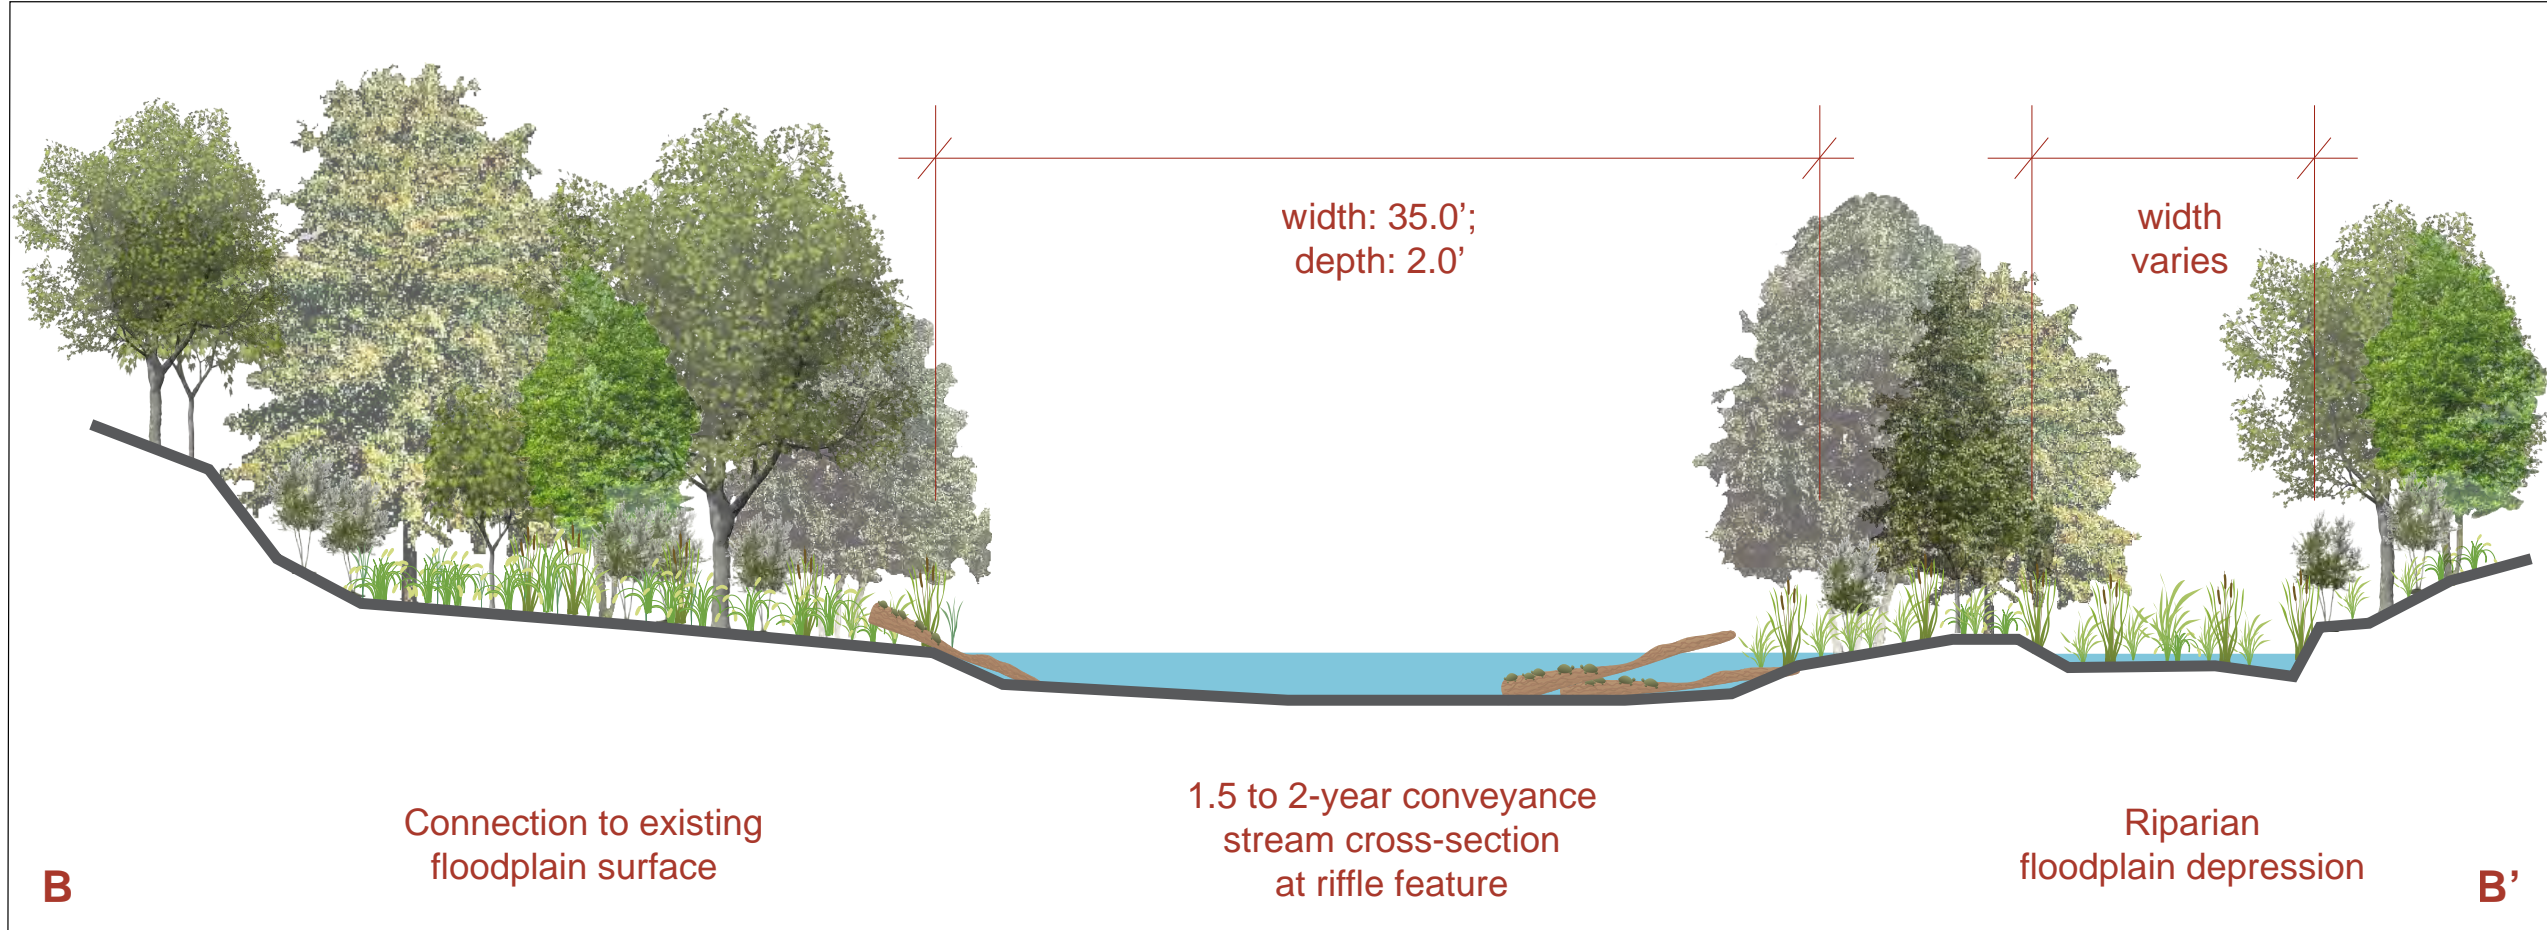 width: 35.0’;
depth: 2.0’
width
varies
Connection to existing
floodplain surface
1.5 to 2-year conveyance
stream cross-section
at riffle feature
Riparian
floodplain depression
B
B’